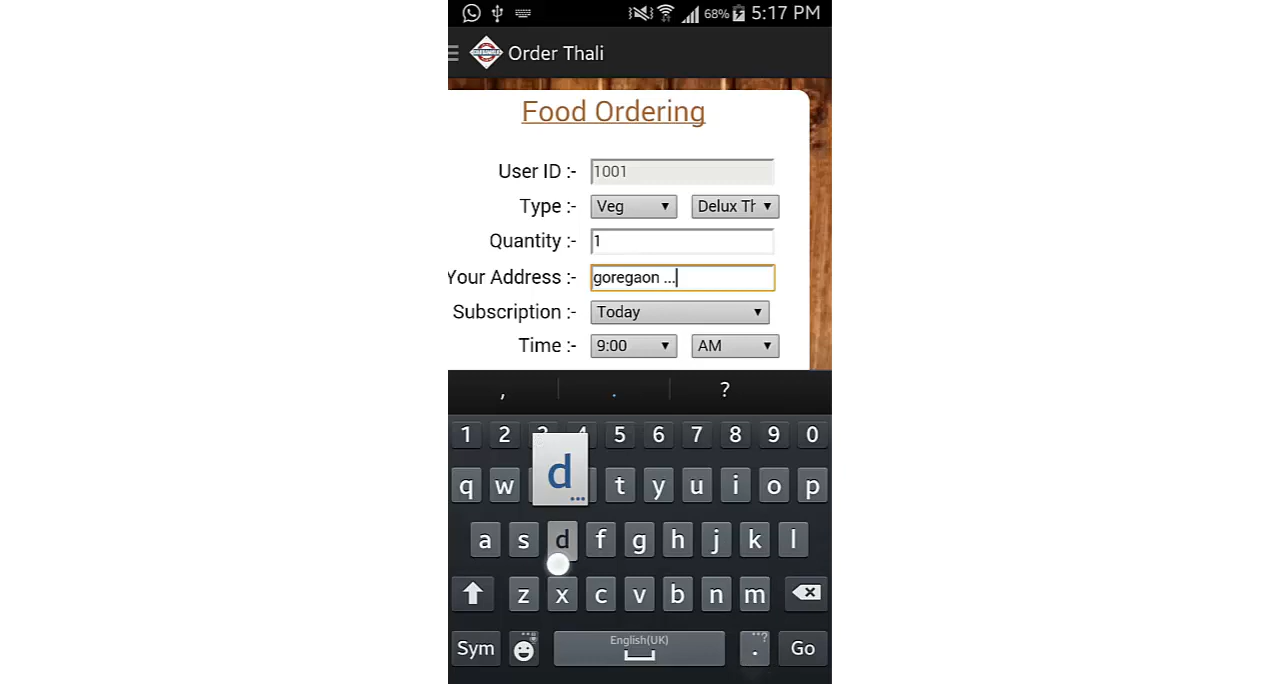 68% 5:17 PM
Order Thali
Food Ordering
User ID :- 1001
Type :- Veg Delux Th
Quantity :- 1
Your Address :- goregaon ...
Subscription :- Today
Time :- 9:00 AM
, . ?
1 2 3 4 5 6 7 8 9 0
d
q w t y u i o p
a s d f g h j k l
z x c v b n m
Sym English(UK) . ? Go